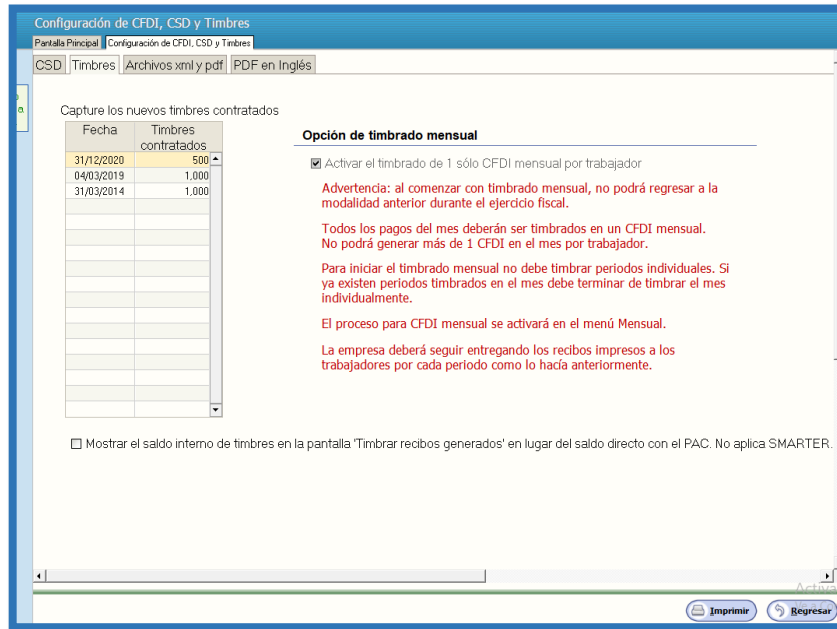 Configuración de CFDI, CSD y Timbres
Pantalla Principal
Configuración de CFDI, CSD y Timbres
CSD
Timbres
Archivos xml y pdf
PDF en Inglés
a
Capture los nuevos timbres contratados
Fecha
Timbres
contratados
31/12/2020 500
04/03/2019 1,000
31/03/2014 1,000
Opción de timbrado mensual
Activar el timbrado de 1 sólo CFDI mensual por trabajador
Advertencia: al comenzar con timbrado mensual, no podrá regresar a la
modalidad anterior durante el ejercicio fiscal.
Todos los pagos del mes deberán ser timbrados en un CFDI mensual.
No podrá generar más de 1 CFDI en el mes por trabajador.
Para iniciar el timbrado mensual no debe timbrar periodos individuales. Si
ya existen periodos timbrados en el mes debe terminar de timbrar el mes
individualmente.
El proceso para CFDI mensual se activará en el menú Mensual.
La empresa deberá seguir entregando los recibos impresos a los
trabajadores por cada periodo como lo hacía anteriormente.
Mostrar el saldo interno de timbres en la pantalla 'Timbrar recibos generados' en lugar del saldo directo con el PAC. No aplica SMARTER.
Activa
Imprimir
Regresar